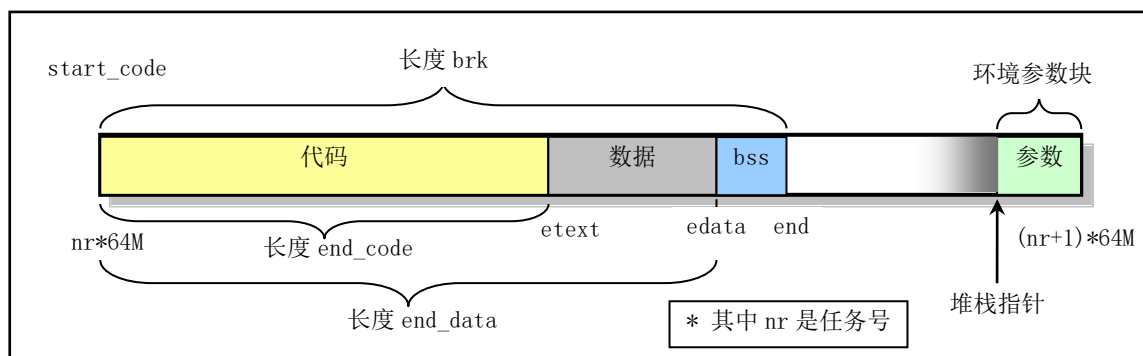 长度 brk
start_code
环境参数块
代码
数据
bss
参数
nr*64M
长度 end_code
etext
edata
end
(nr+1)*64M
长度 end_data
* 其中 nr 是任务号
堆栈指针